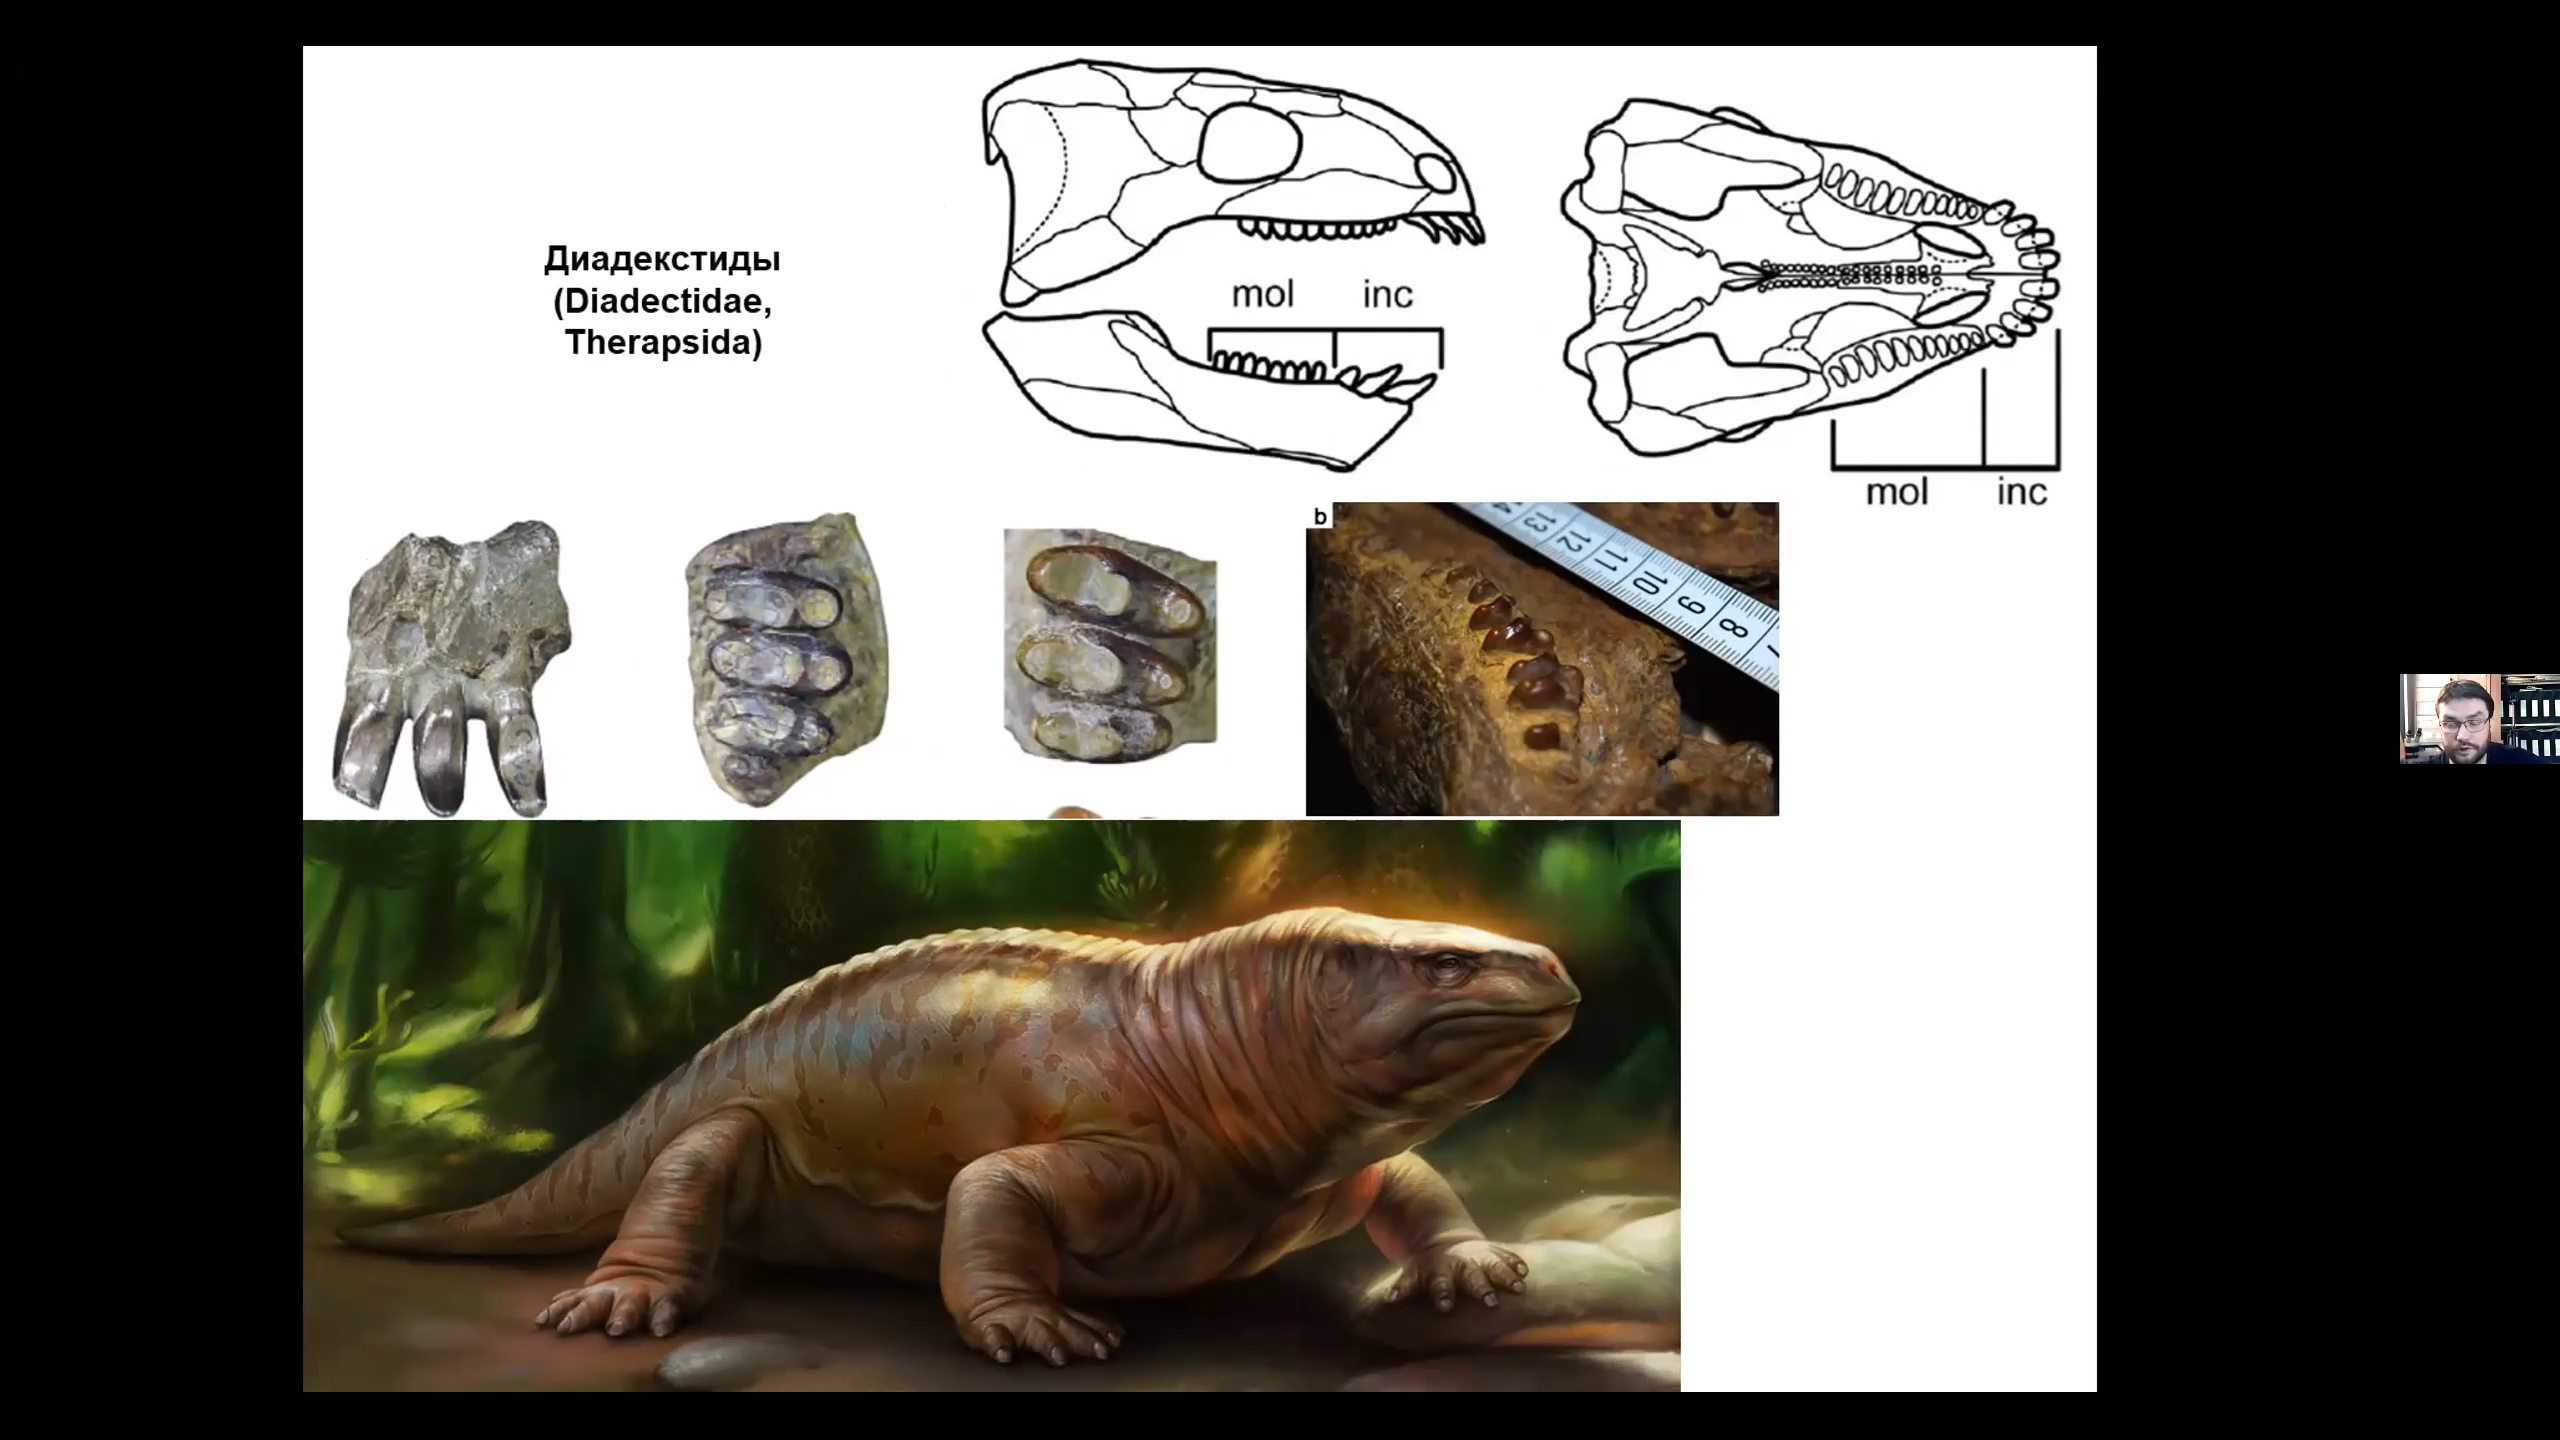 Диадекстиды
(Diadectidae,
Therapsida)
mol inc
mol inc
b
13 12 11 10 9 8